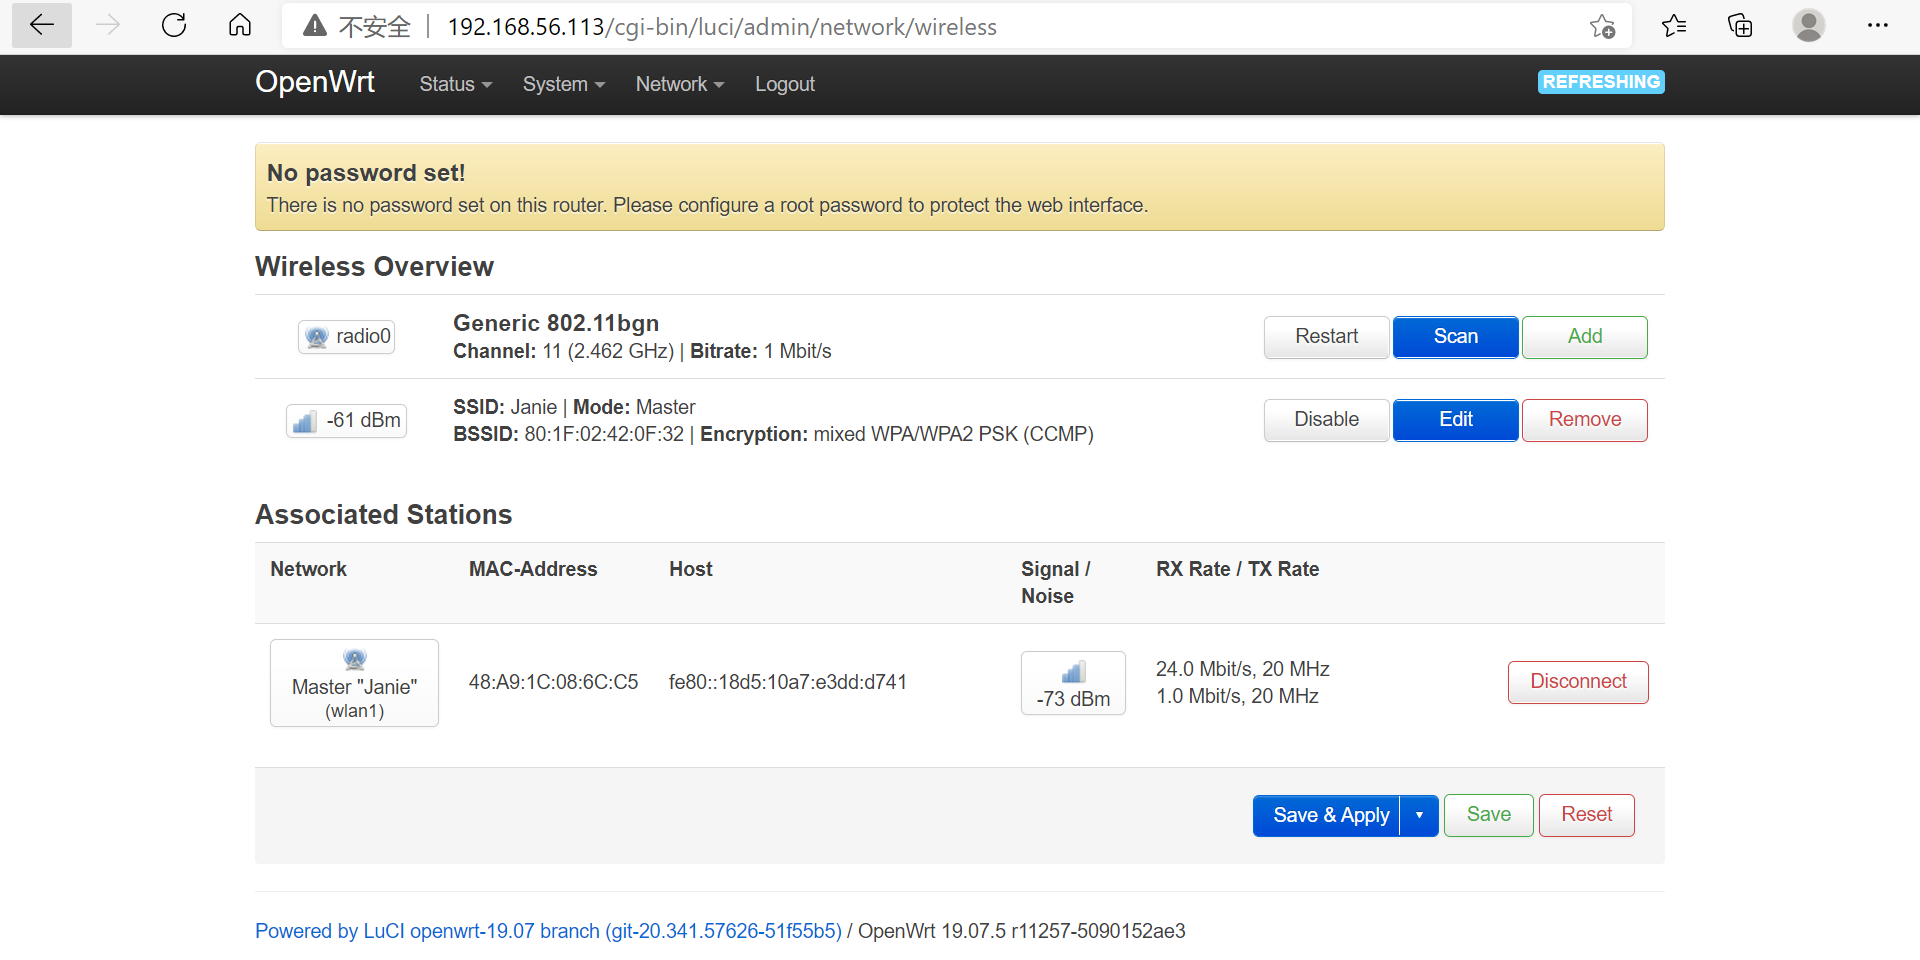 不安全 | 192.168.56.113/cgi-bin/luci/admin/network/wireless
OpenWrt Status System Network Logout REFRESHING
No password set!
There is no password set on this router. Please configure a root password to protect the web interface.
Wireless Overview
radio0
Generic 802.11bgn
Channel: 11 (2.462 GHz) | Bitrate: 1 Mbit/s
Restart Scan Add
-61 dBm
SSID: Janie | Mode: Master
BSSID: 80:1F:02:42:0F:32 | Encryption: mixed WPA/WPA2 PSK (CCMP)
Disable Edit Remove
Associated Stations
Network MAC-Address Host Signal / Noise RX Rate / TX Rate
Master "Janie"
(wlan1)
48:A9:1C:08:6C:C5
fe80::18d5:10a7:e3dd:d741
-73 dBm
24.0 Mbit/s, 20 MHz
1.0 Mbit/s, 20 MHz
Disconnect
Save & Apply Save Reset
Powered by LuCI openwrt-19.07 branch (git-20.341.57626-51f55b5) / OpenWrt 19.07.5 r11257-5090152ae3